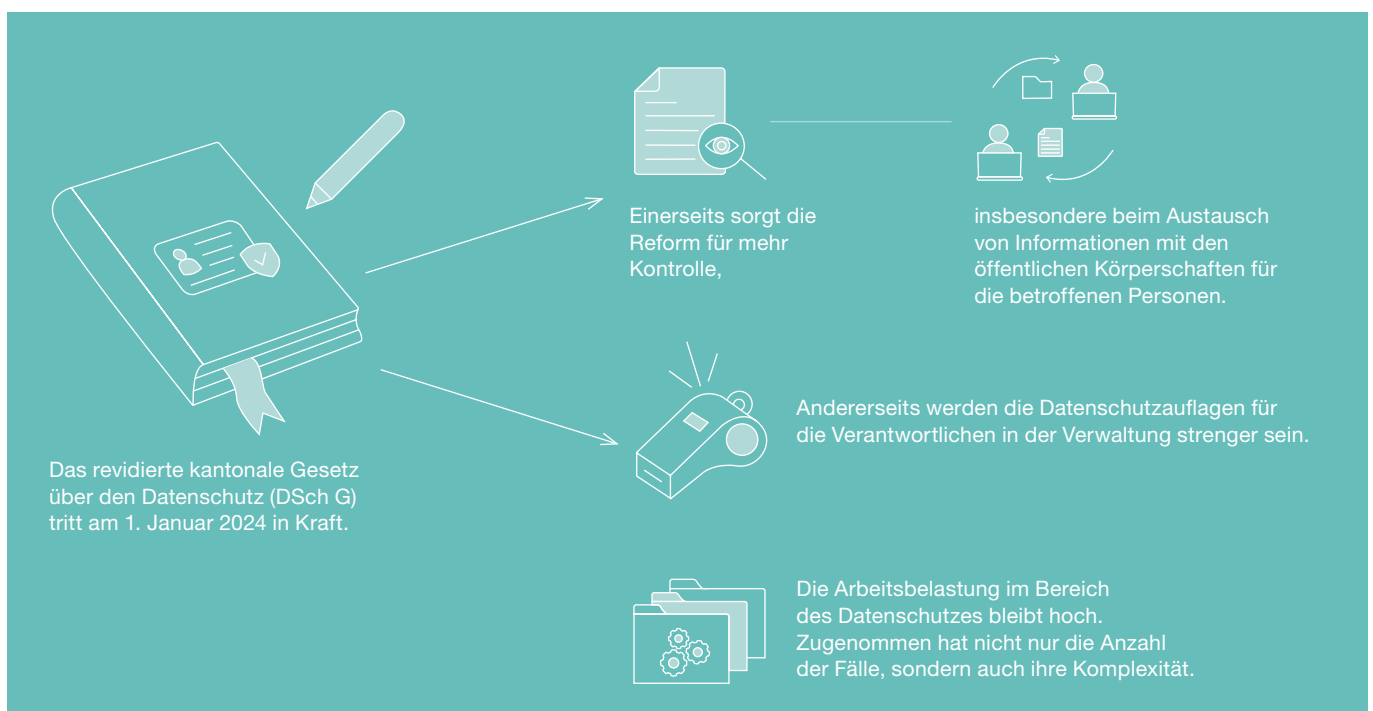 Das revidierte kantonale Gesetz
über den Datenschutz (DSch G)
tritt am 1. Januar 2024 in Kraft.
Einerseits sorgt die
Reform für mehr
Kontrolle,
insbesondere beim Austausch
von Informationen mit den
öffentlichen Körperschaften für
die betroffenen Personen.
Andererseits werden die Datenschutzauflagen für
die Verantwortlichen in der Verwaltung strenger sein.
Die Arbeitsbelastung im Bereich
des Datenschutzes bleibt hoch.
Zugenommen hat nicht nur die Anzahl
der Fälle, sondern auch ihre Komplexität.